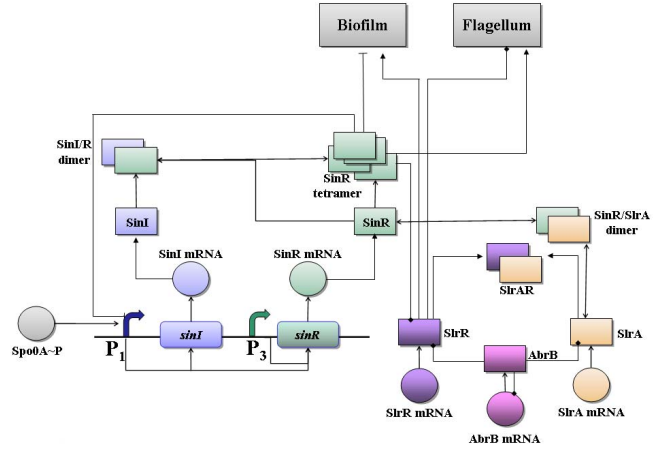 Biofilm
Flagellum
SinI/R
dimer
SinR
tetramer
SinI
SinR
SinR/SlrA
dimer
SinI mRNA
SinR mRNA
SlrAR
Spo0A~P
P1
sinI
P3
sinR
SlrR
SlrA
AbrB
SlrR mRNA
SlrA mRNA
AbrB mRNA